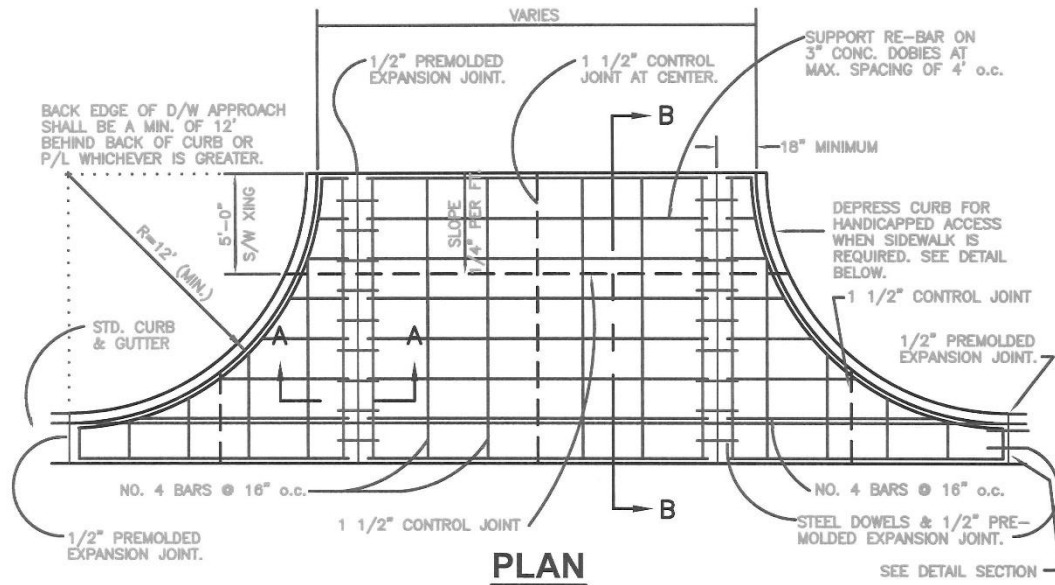 VARIES
1/2" PREMOLDED
EXPANSION JOINT.
1 1/2" CONTROL
JOINT AT CENTER.
SUPPORT RE-BAR ON
3" CONC. DOBIES AT
MAX. SPACING OF 4' o.c.
BACK EDGE OF D/W APPROACH
SHALL BE A MIN. OF 12'
BEHIND BACK OF CURB OR
P/L WHICHEVER IS GREATER.
B
18" MINIMUM
5'-0"
S/W XING
SLOPE
1/4" PER FT.
R=12' (MIN.)
DEPRESS CURB FOR
HANDICAPPED ACCESS
WHEN SIDEWALK IS
REQUIRED. SEE DETAIL
BELOW.
1 1/2" CONTROL JOINT
STD. CURB
& GUTTER
A
A
1/2" PREMOLDED
EXPANSION JOINT.
NO. 4 BARS @ 16" o.c.
B
NO. 4 BARS @ 16" o.c.
1/2" PREMOLDED
EXPANSION JOINT.
1 1/2" CONTROL JOINT
STEEL DOWELS & 1/2" PRE-
MOLDED EXPANSION JOINT.
PLAN
SEE DETAIL SECTION